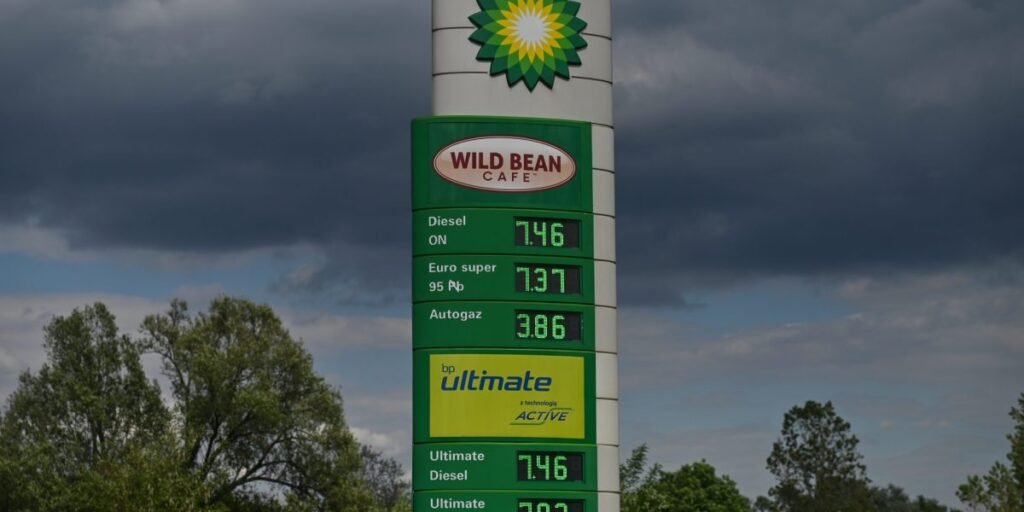 WILD BEAN
CAFE™
Diesel
ON 7.46
Euro super
95 Pb 7.37
Autogaz 3.86
bp
ultimate
z technologią
ACTIVE
Ultimate
Diesel 7.46
Ultimate